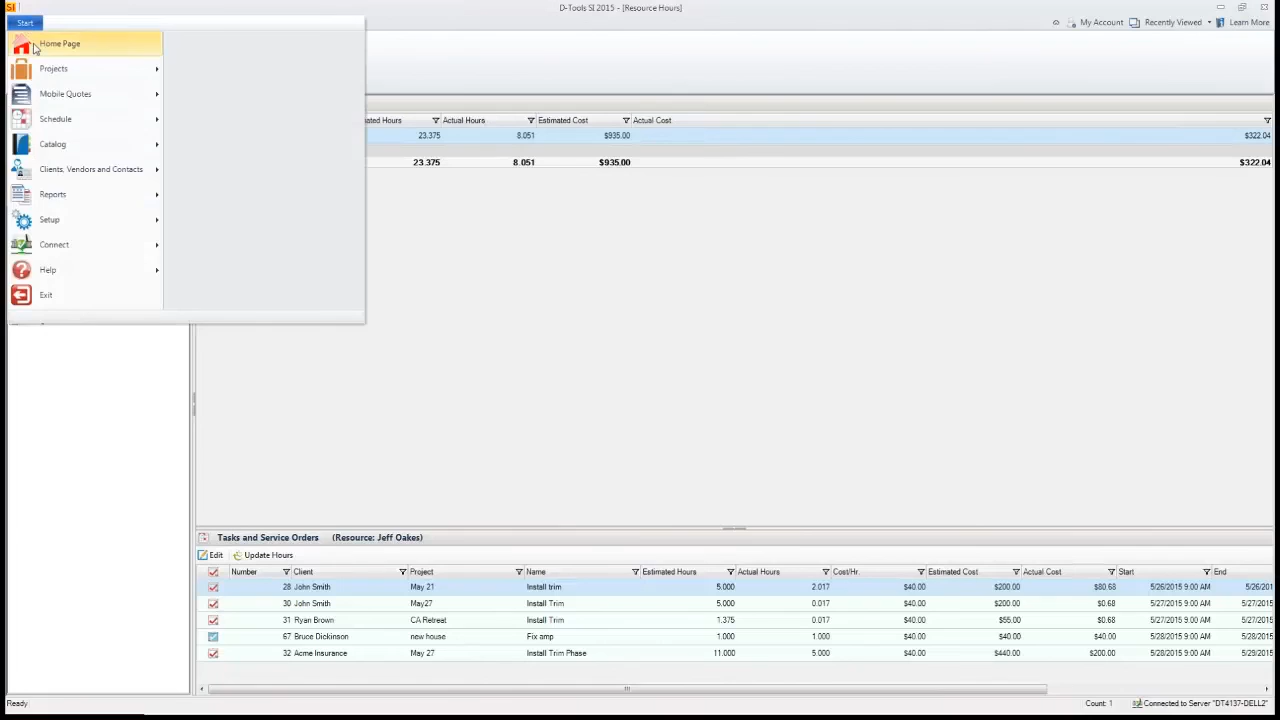 SI D-Tools SI 2015 - [Resource Hours]
Start My Account Recently Viewed Learn More
Home Page
Projects
Mobile Quotes
Schedule
Catalog
Clients, Vendors and Contacts
Reports
Setup
Connect
Help
Exit
Hours Actual Hours Estimated Cost Actual Cost
23.375 8.051 $935.00 $322.04
23.375 8.051 $935.00 $322.04
Tasks and Service Orders (Resource: Jeff Oakes)
Edit Update Hours
Number Client Project Name Estimated Hours Actual Hours Cost/Hr. Estimated Cost Actual Cost Start End
28 John Smith May 21 Install trim 5.000 2.017 $40.00 $200.00 $80.68 5/26/2015 9:00 AM 5/26/201
30 John Smith May27 Install Trim 5.000 0.017 $40.00 $200.00 $0.68 5/27/2015 9:00 AM 5/27/201
31 Ryan Brown CA Retreat Install Trim 1.375 0.017 $40.00 $55.00 $0.68 5/27/2015 9:00 AM 5/27/201
67 Bruce Dickinson new house Fix amp 1.000 1.000 $40.00 $40.00 $40.00 5/28/2015 9:00 AM 5/28/201
32 Acme Insurance May 27 Install Trim Phase 11.000 5.000 $40.00 $440.00 $200.00 5/28/2015 9:00 AM 5/29/201
Ready Count: 1 Connected to Server "DT4137-DELL2"